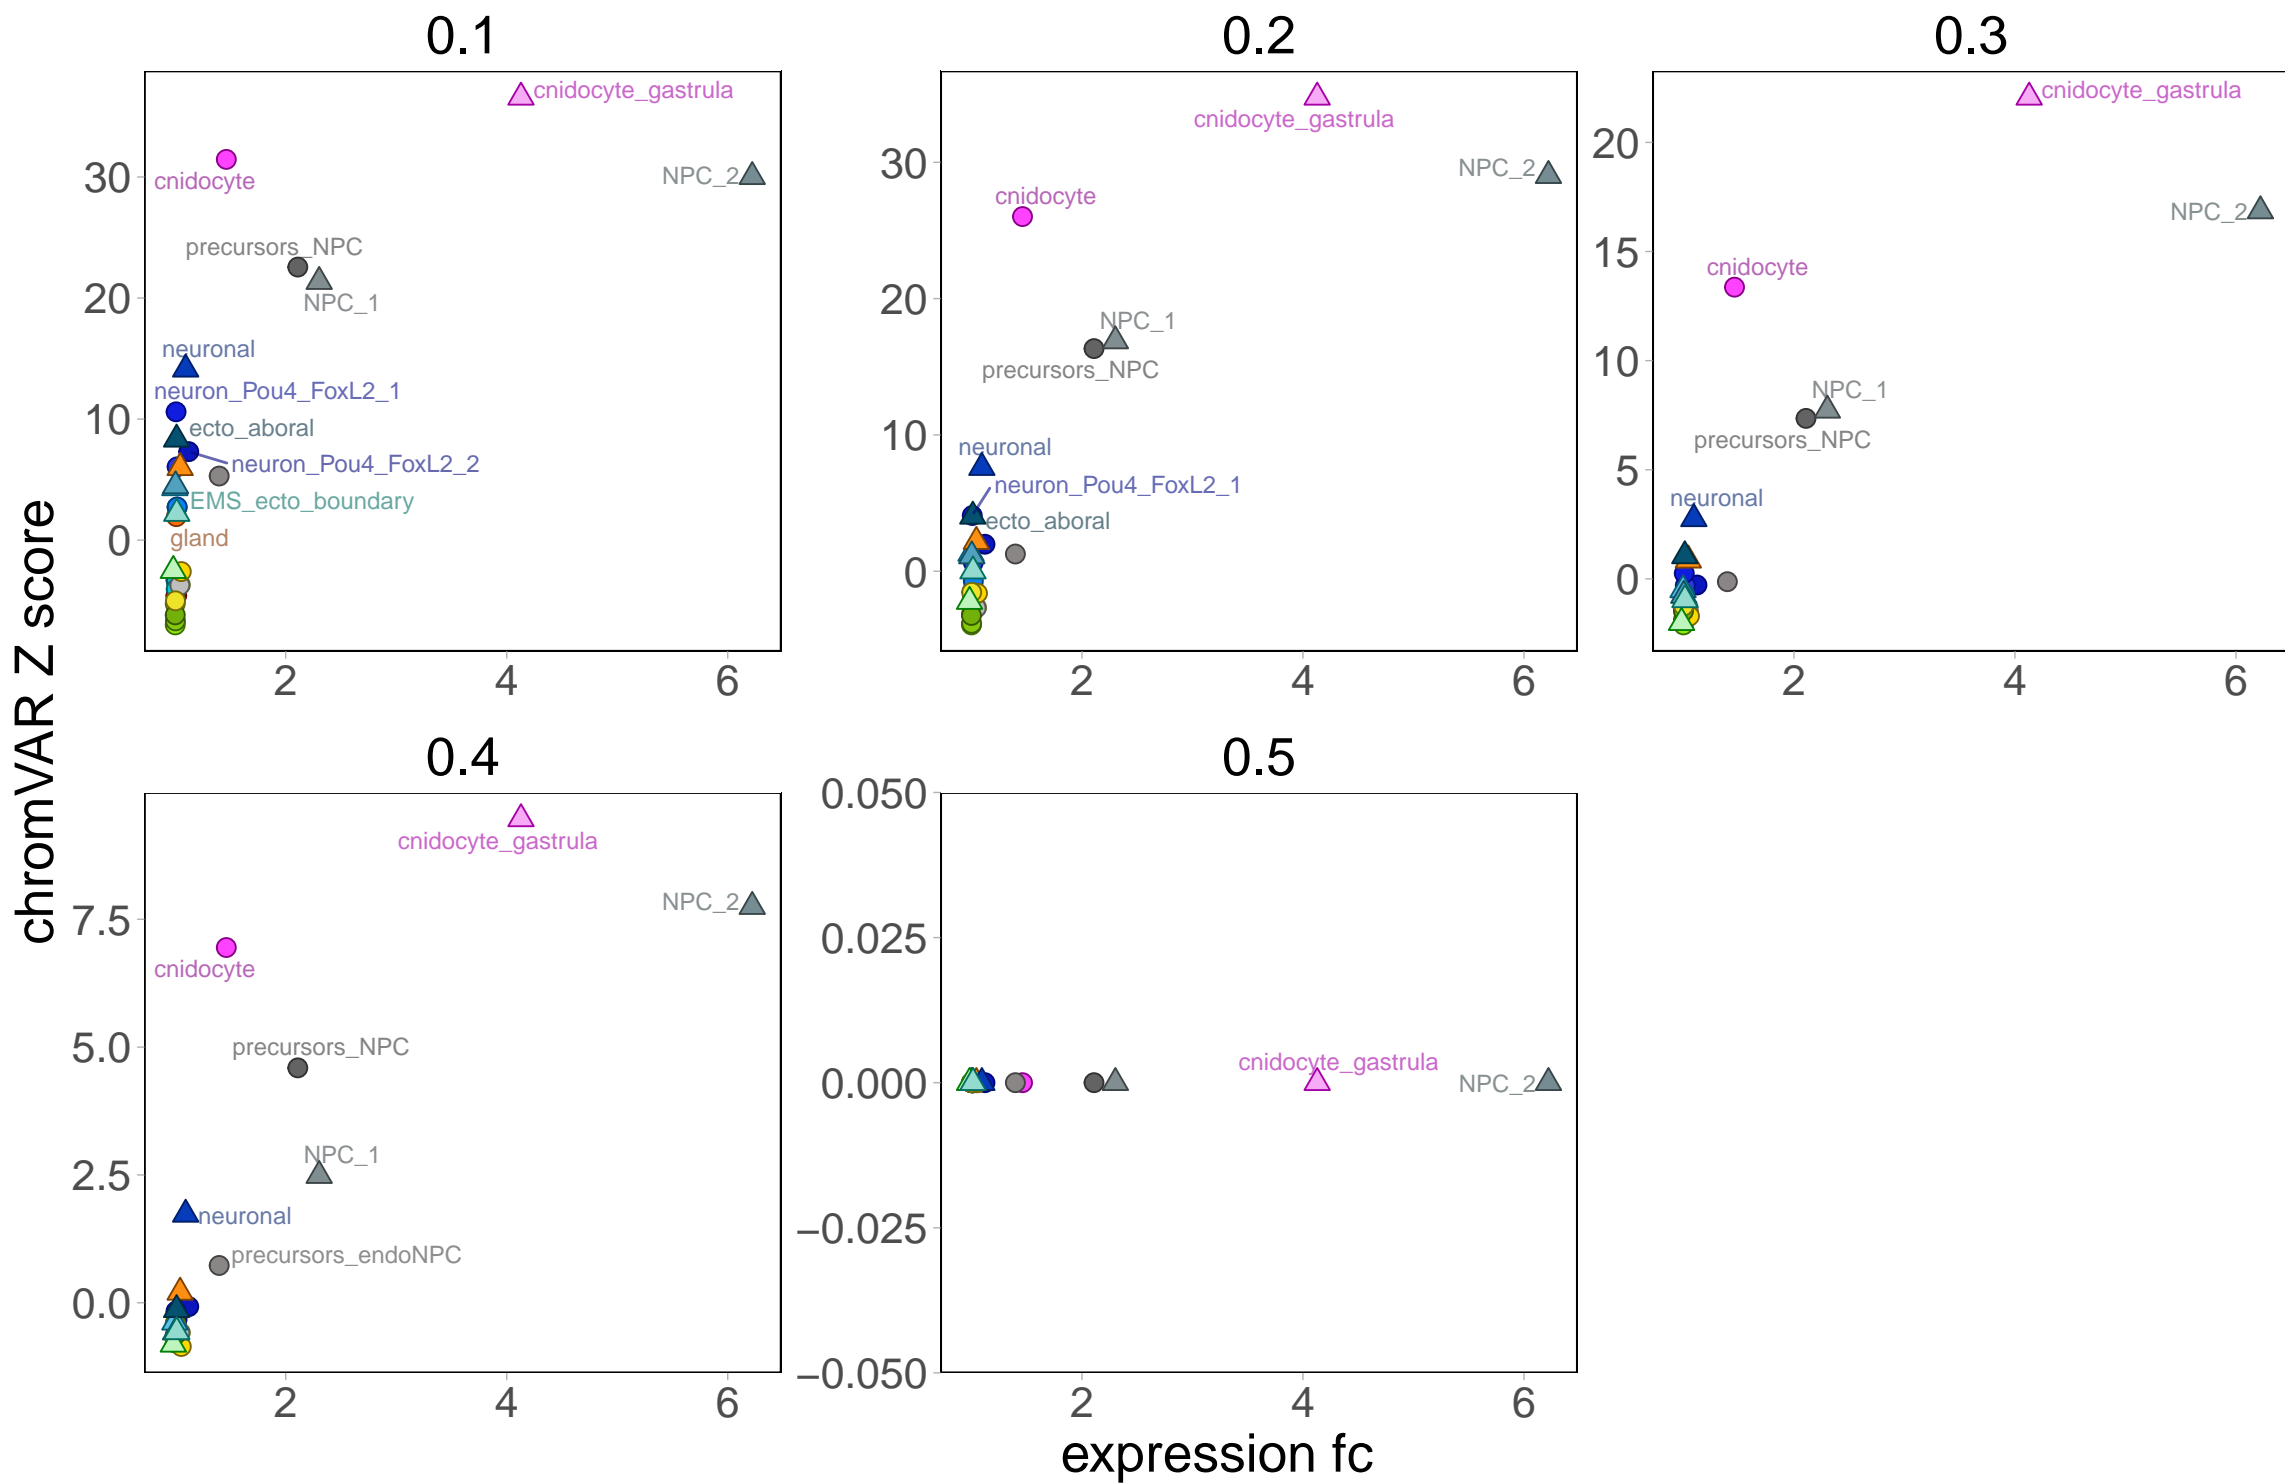 0.1
0.2
0.3
cnidocyte_gastrula
cnidocyte
NPC_2
precursors_NPC
NPC_1
neuronal
neuron_Pou4_FoxL2_1
ecto_aboral
neuron_Pou4_FoxL2_2
EMS_ecto_boundary
gland
30
20
10
0
2
4
6
cnidocyte_gastrula
NPC_2
cnidocyte
NPC_1
precursors_NPC
neuronal
neuron_Pou4_FoxL2_1
ecto_aboral
30
20
10
0
2
4
6
cnidocyte_gastrula
NPC_2
cnidocyte
NPC_1
precursors_NPC
neuronal
20
15
10
5
0
2
4
6
chromVAR Z score
0.4
0.5
cnidocyte_gastrula
NPC_2
cnidocyte
precursors_NPC
NPC_1
neuronal
precursors_endoNPC
7.5
5.0
2.5
0.0
2
4
6
0.050
0.025
0.000
−0.025
−0.050
cnidocyte_gastrula
NPC_2
2
4
6
expression fc